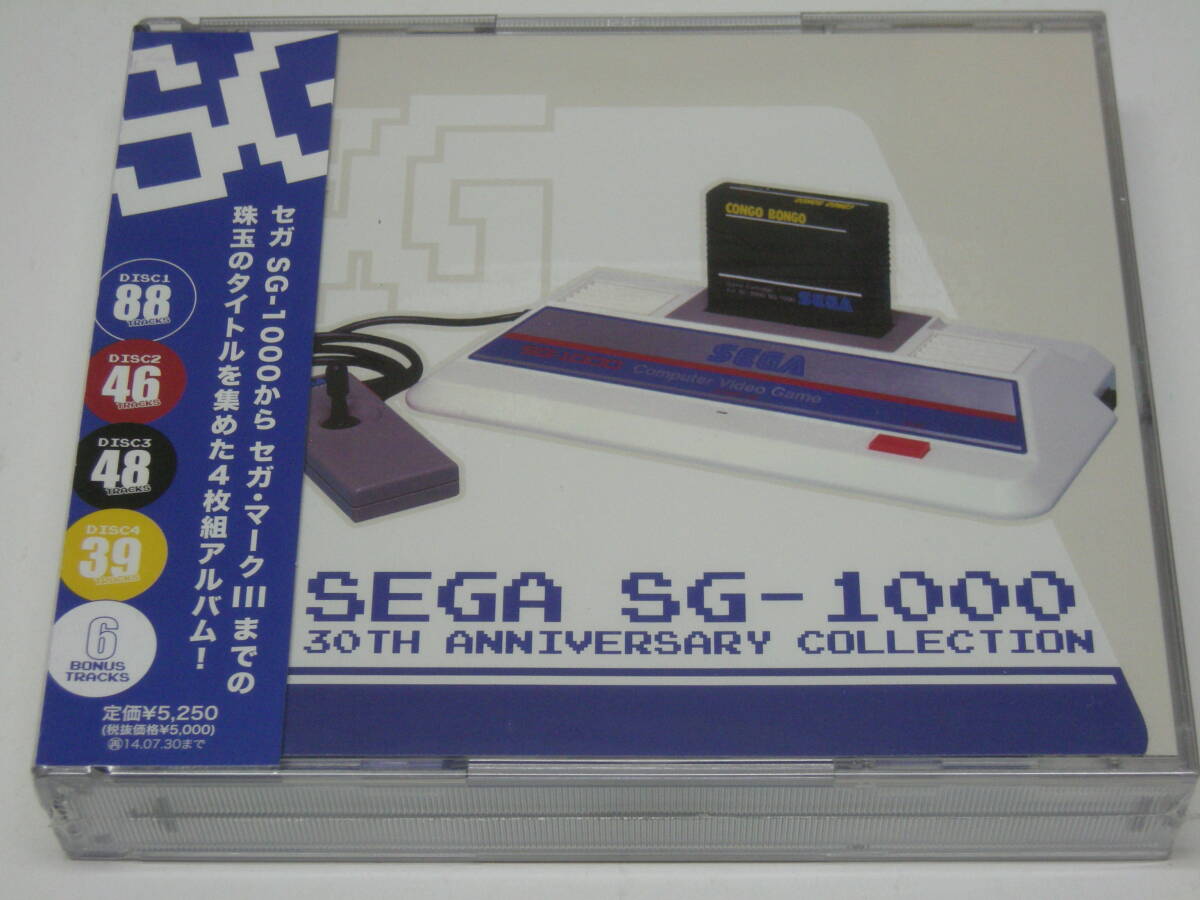 SG
セガ SG-1000から セガ・マークIIIまでの
珠玉のタイトルを集めた4枚組アルバム!
DISC1
88
TRACKS
DISC2
46
TRACKS
DISC3
48
TRACKS
DISC4
39
TRACKS
6
BONUS
TRACKS
定価¥5,250
(税抜価格¥5,000)
14.07.30まで
SG
CONGO BONGO
CONGO BONGO
SEGA
SEGA
Computer Video Game
SEGA SG-1000
30TH ANNIVERSARY COLLECTION